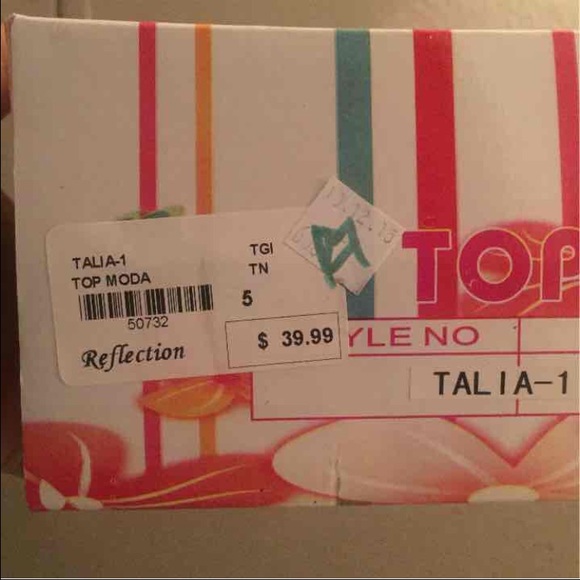 TALIA-1
TOP MODA
TGI
TN
5
50732
Reflection
$ 39.99
TOP
YLE NO
TALIA-1